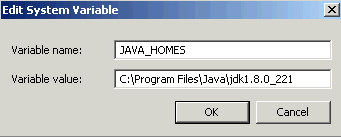 Edit System Variable
Variable name: JAVA_HOMES
Variable value: C:\Program Files\Java\jdk1.8.0_221
OK Cancel